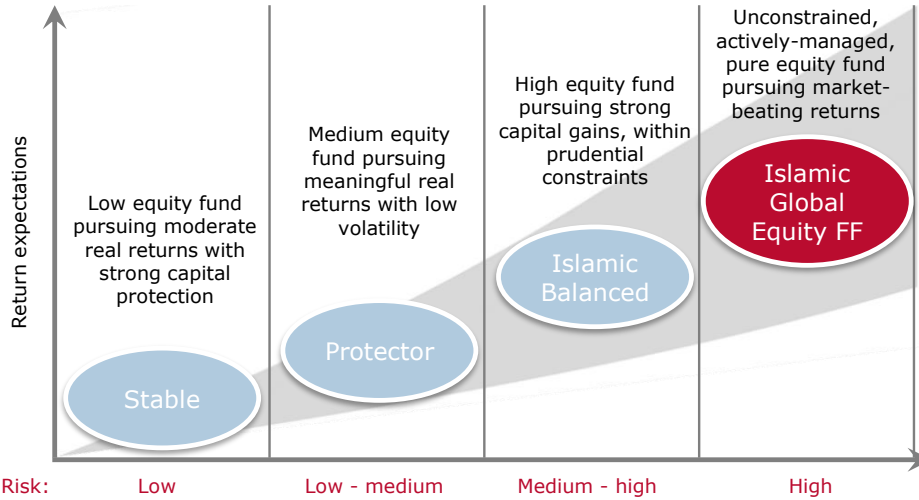 Return expectations
Low equity fund
pursuing moderate
real returns with
strong capital
protection
Stable
Medium equity
fund pursuing
meaningful real
returns with low
volatility
Protector
High equity fund
pursuing strong
capital gains, within
prudential
constraints
Islamic
Balanced
Unconstrained,
actively-managed,
pure equity fund
pursuing market-
beating returns
Islamic
Global
Equity FF
Risk:
Low
Low - medium
Medium - high
High